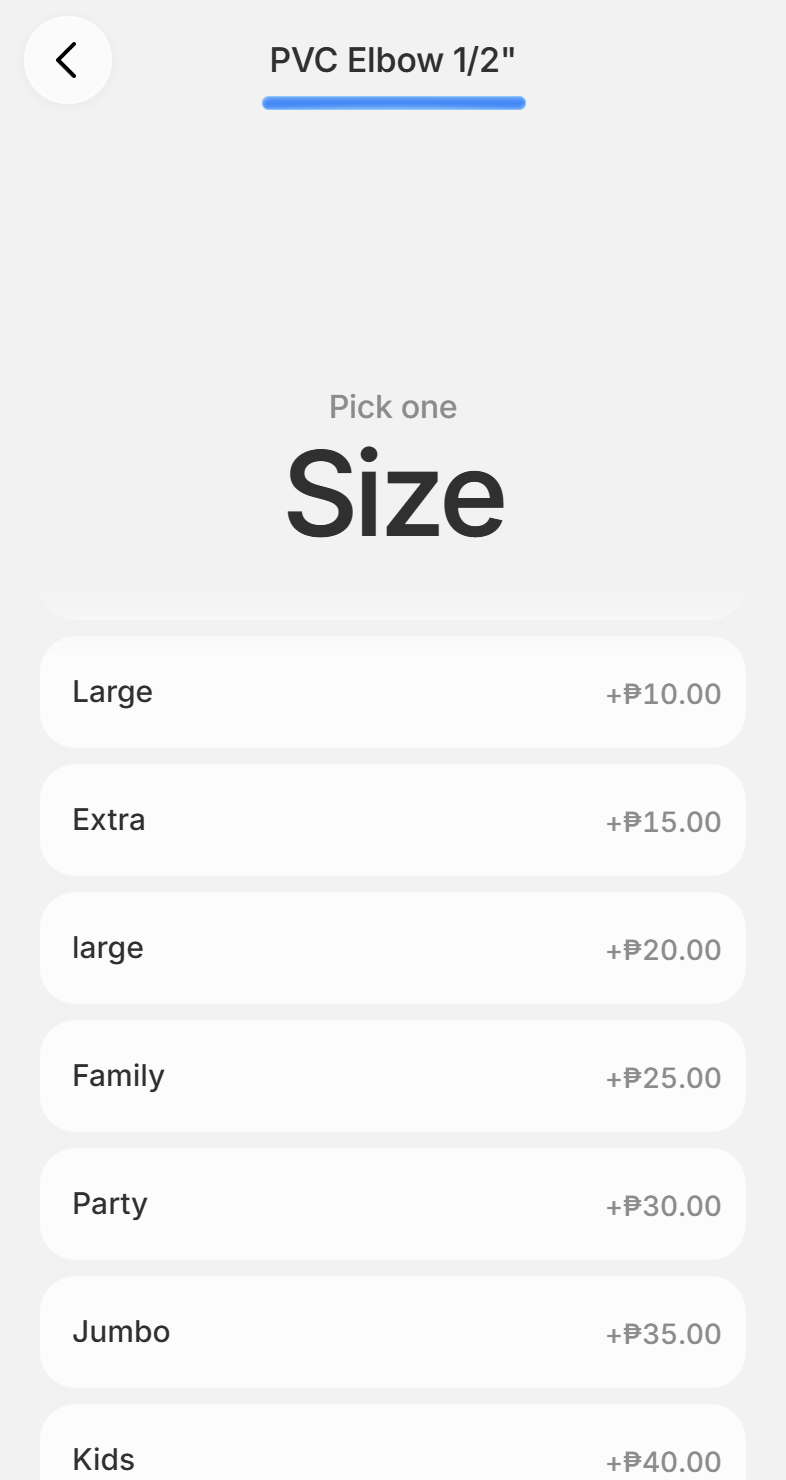 PVC Elbow 1/2"
Pick one
Size
Large +₱10.00
Extra +₱15.00
large +₱20.00
Family +₱25.00
Party +₱30.00
Jumbo +₱35.00
Kids +₱40.00